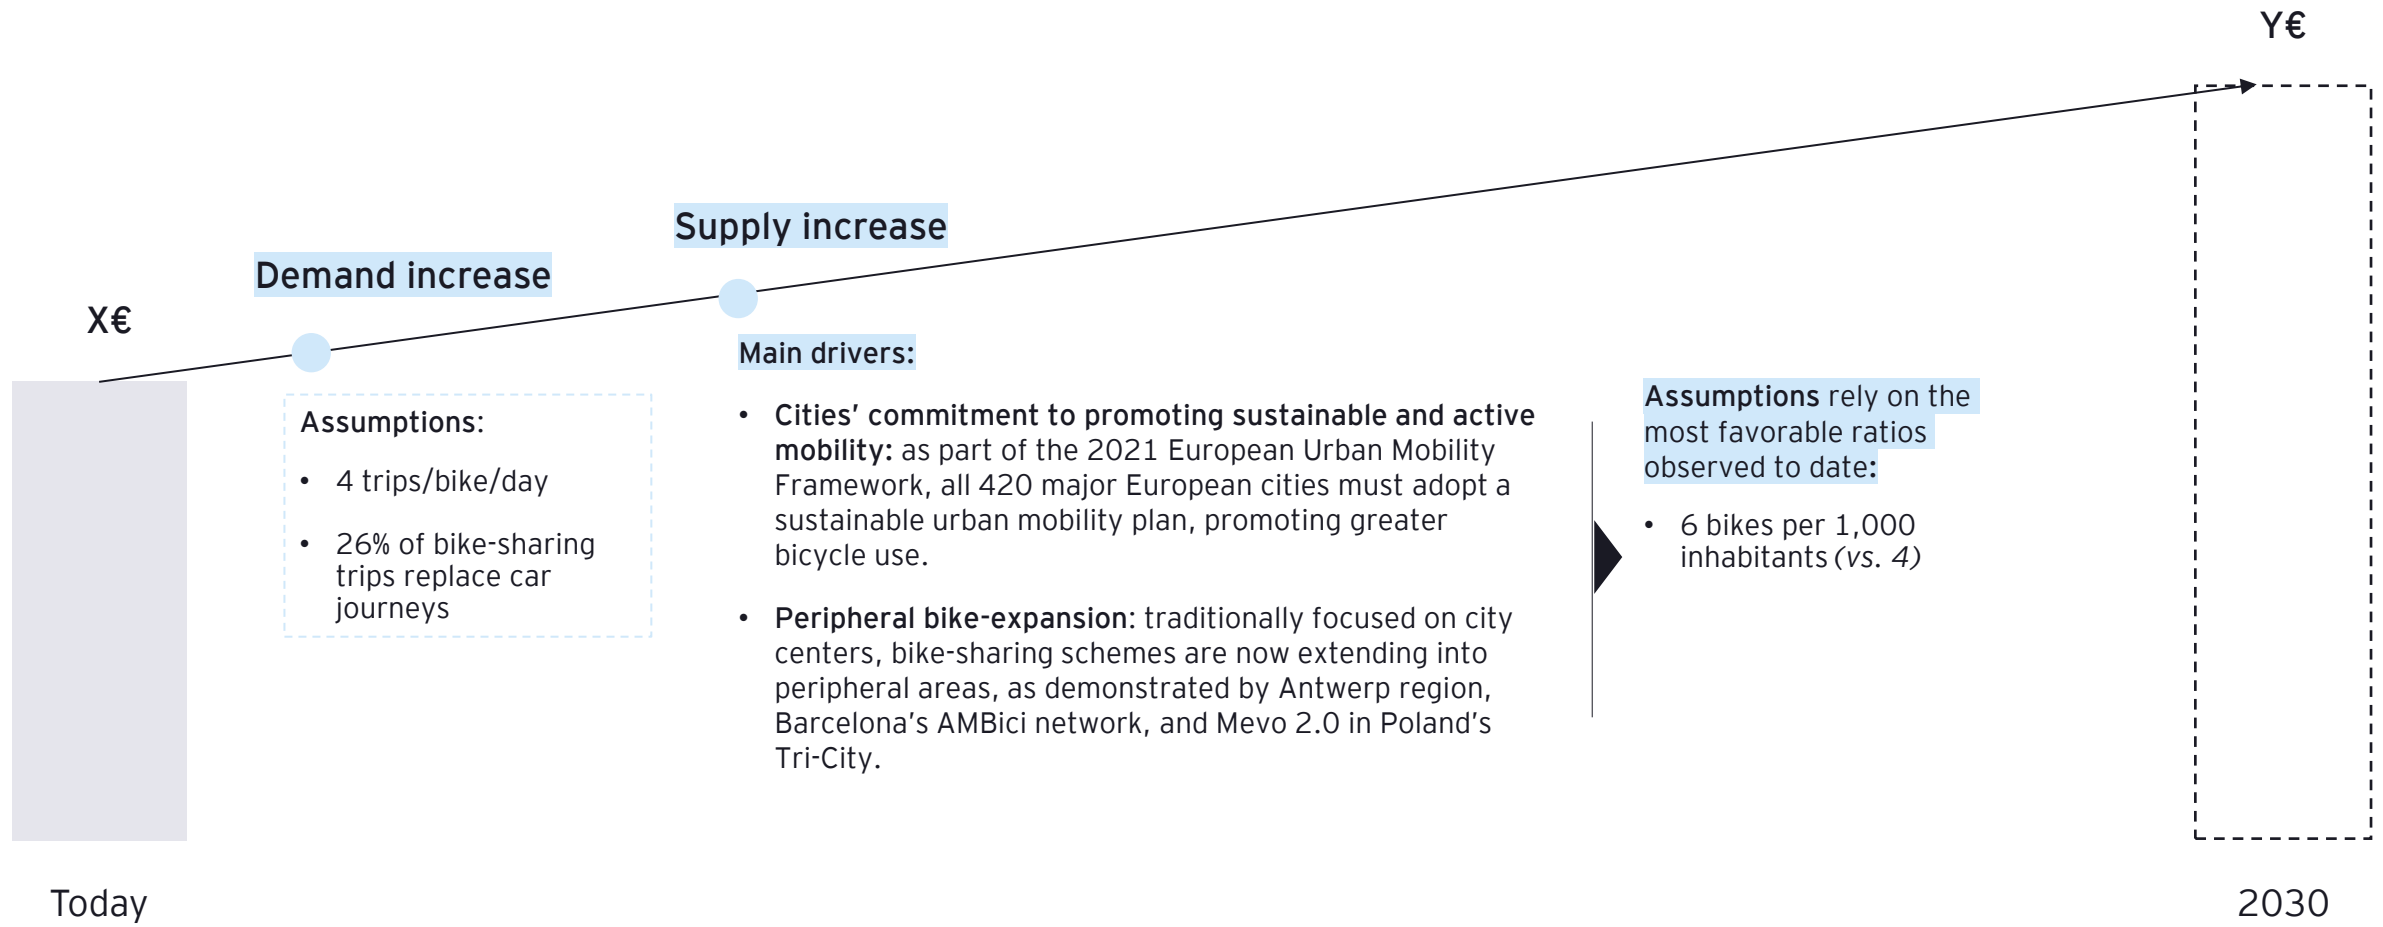 Y€
Supply increase
Demand increase
X€
Main drivers:
Assumptions:
• 4 trips/bike/day
• 26% of bike-sharing
trips replace car
journeys
• Cities’ commitment to promoting sustainable and active
mobility: as part of the 2021 European Urban Mobility
Framework, all 420 major European cities must adopt a
sustainable urban mobility plan, promoting greater
bicycle use.
• Peripheral bike-expansion: traditionally focused on city
centers, bike-sharing schemes are now extending into
peripheral areas, as demonstrated by Antwerp region,
Barcelona’s AMBici network, and Mevo 2.0 in Poland’s
Tri-City.
Assumptions rely on the
most favorable ratios
observed to date:
• 6 bikes per 1,000
inhabitants (vs. 4)
Today
2030